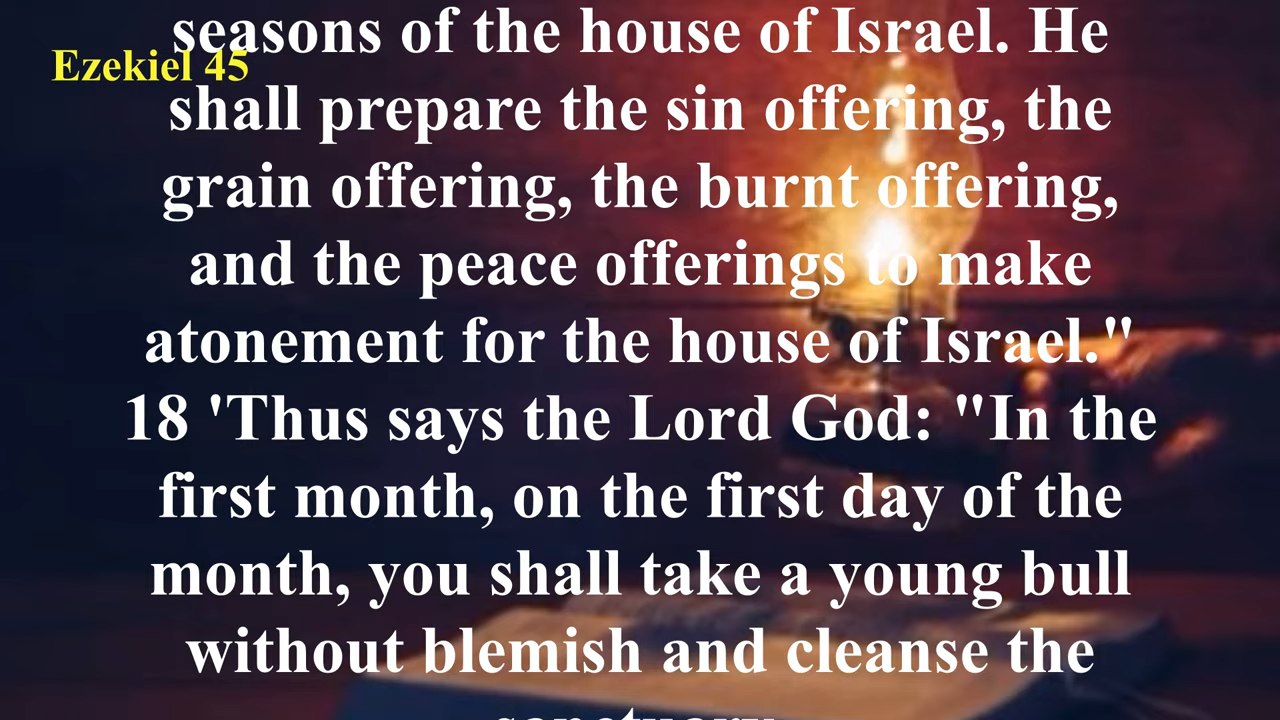 seasons of the house of Israel. He
Ezekiel 45
shall prepare the sin offering, the
grain offering, the burnt offering,
and the peace offerings to make
atonement for the house of Israel."
18 'Thus says the Lord God: "In the
first month, on the first day of the
month, you shall take a young bull
without blemish and cleanse the